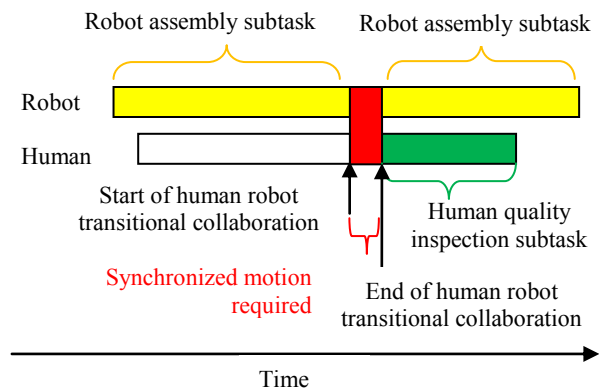 Robot assembly subtask
Robot assembly subtask
Robot
Human
Start of human robot
transitional collaboration
Human quality
inspection subtask
Synchronized motion
required
End of human robot
transitional collaboration
Time